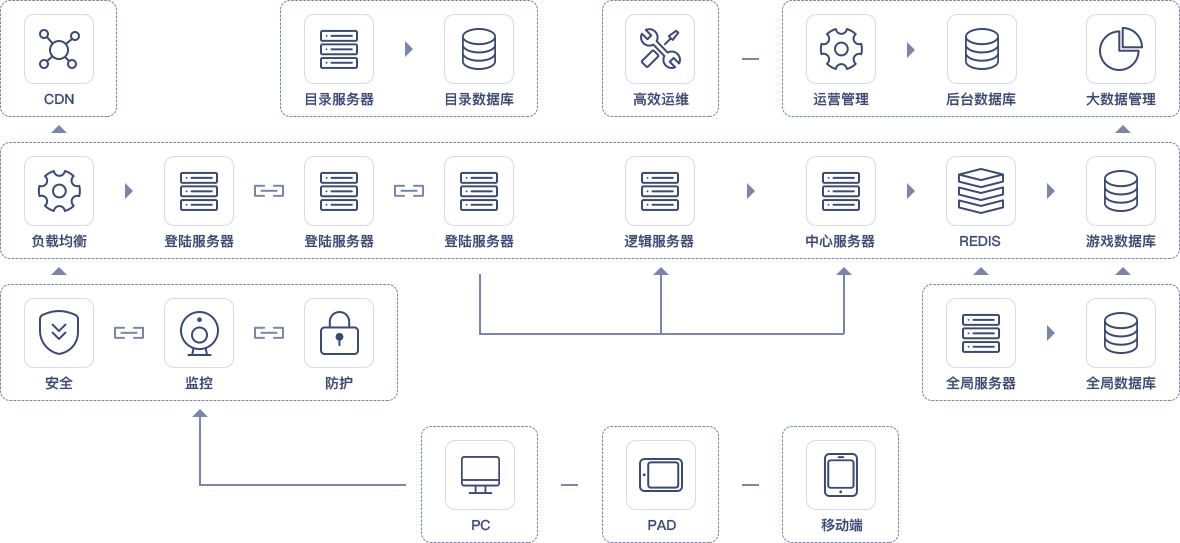 CDN
目录服务器
目录数据库
高效运维
运营管理
后台数据库
大数据管理
负载均衡
登陆服务器
登陆服务器
登陆服务器
逻辑服务器
中心服务器
REDIS
游戏数据库
安全
监控
防护
全局服务器
全局数据库
PC
PAD
移动端